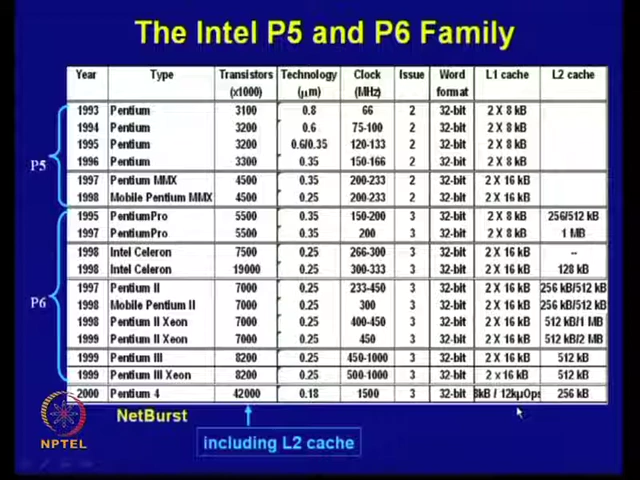 The Intel P5 and P6 Family
Year Type Transistors Technology Clock Issue Word L1 cache L2 cache
(x1000) (μm) (MHz) format
1993 Pentium 3100 0.8 66 2 32-bit 2 X 8 kB
1994 Pentium 3200 0.6 75-100 2 32-bit 2 X 8 kB
1995 Pentium 3200 0.6/0.35 120-133 2 32-bit 2 X 8 kB
P5
1996 Pentium 3300 0.35 150-166 2 32-bit 2 X 8 kB
1997 Pentium MMX 4500 0.35 200-233 2 32-bit 2 X 16 kB
1998 Mobile Pentium MMX 4500 0.25 200-233 2 32-bit 2 X 16 kB
1995 PentiumPro 5500 0.35 150-200 3 32-bit 2 X 8 kB 256/512 kB
1997 PentiumPro 5500 0.35 200 3 32-bit 2 X 8 kB 1 MB
1998 Intel Celeron 7500 0.25 266-300 3 32-bit 2 X 16 kB --
1998 Intel Celeron 19000 0.25 300-333 3 32-bit 2 X 16 kB 128 kB
1997 Pentium II 7000 0.25 233-450 3 32-bit 2 X 16 kB 256 kB/512 kB
P6
1998 Mobile Pentium II 7000 0.25 300 3 32-bit 2 X 16 kB 256 kB/512 kB
1998 Pentium II Xeon 7000 0.25 400-450 3 32-bit 2 X 16 kB 512 kB/1 MB
1999 Pentium II Xeon 7000 0.25 450 3 32-bit 2 X 16 kB 512 kB/2 MB
1999 Pentium III 8200 0.25 450-1000 3 32-bit 2 X 16 kB 512 kB
1999 Pentium III Xeon 8200 0.25 500-1000 3 32-bit 2 x 16 kB 512 kB
2000 Pentium 4 42000 0.18 1500 3 32-bit 8kB / 12kμOps 256 kB
NetBurst
NPTEL
including L2 cache